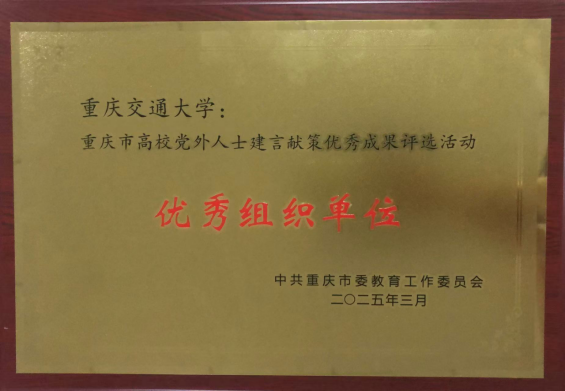 重庆交通大学：
重庆市高校党外人士建言献策优秀成果评选活动
优秀组织单位
中共重庆市委教育工作委员会
二〇二五年三月